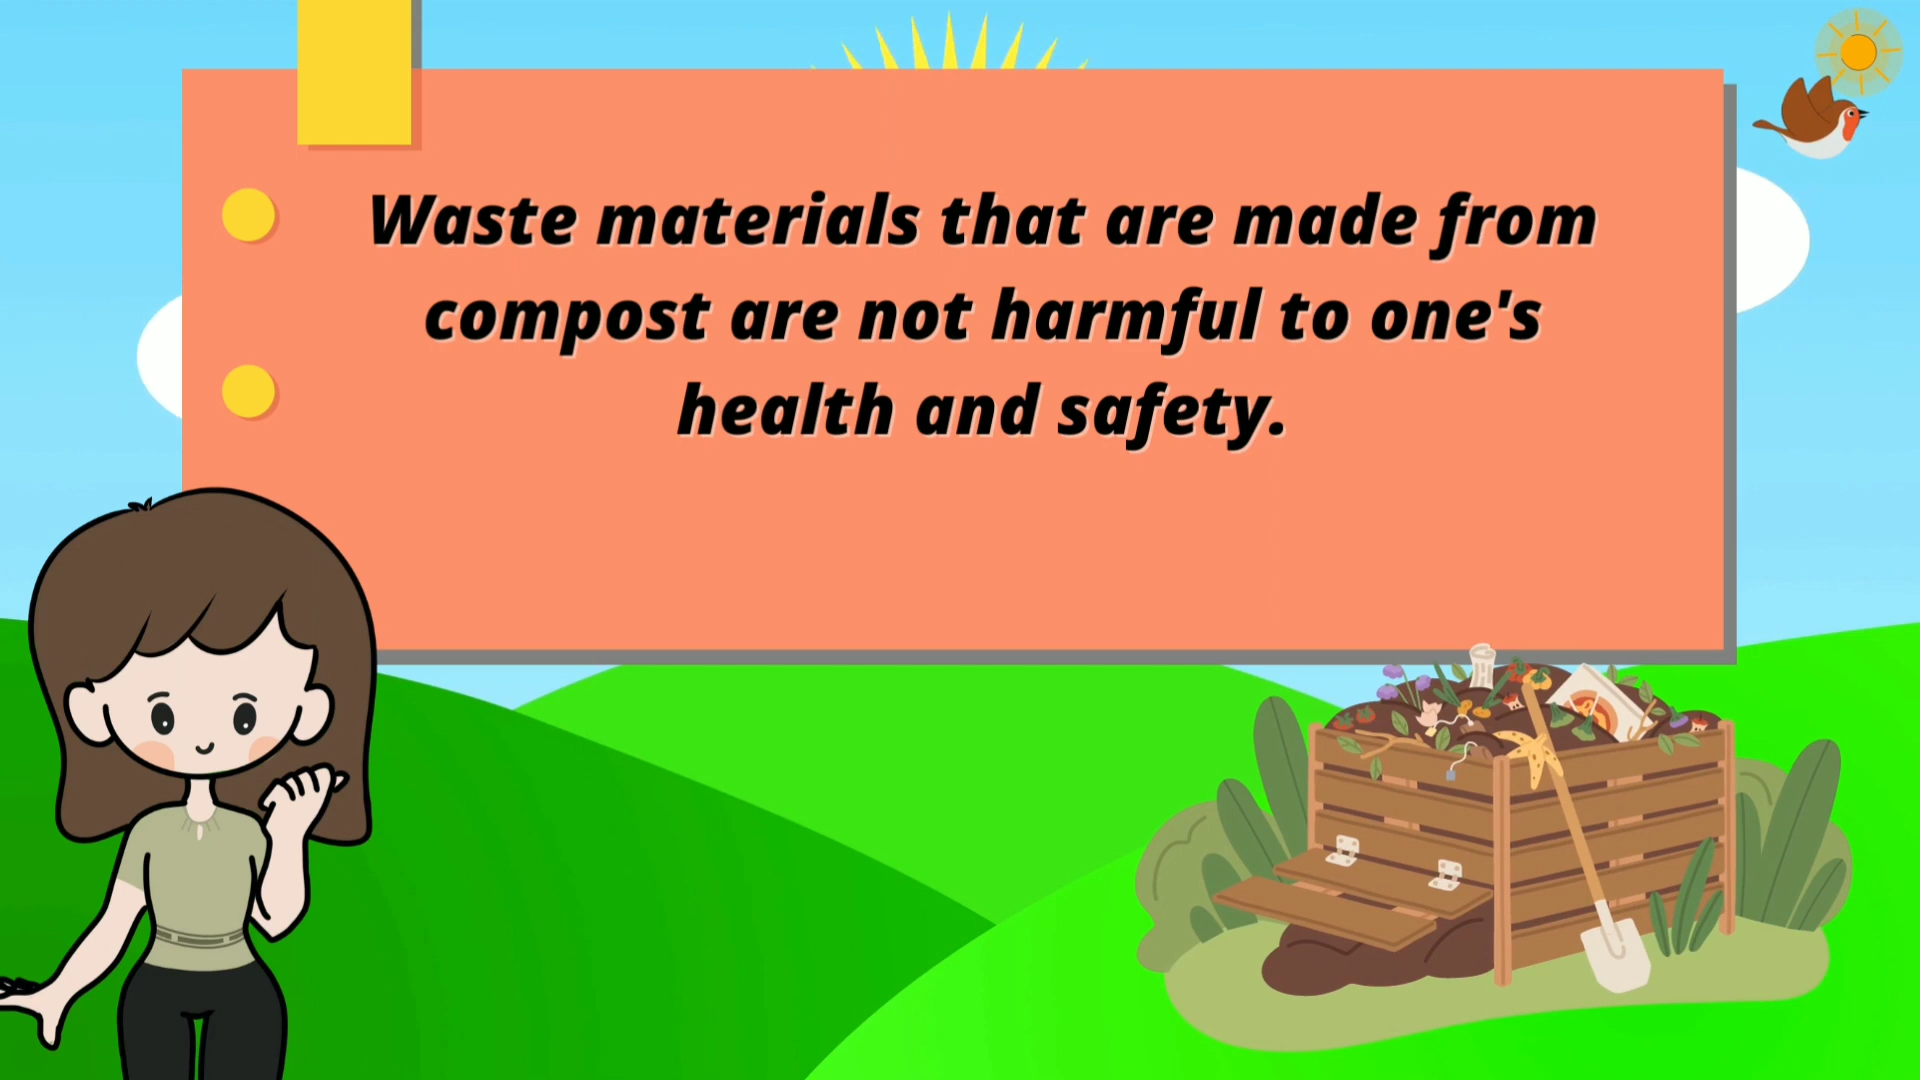 Waste materials that are made from
compost are not harmful to one's
health and safety.